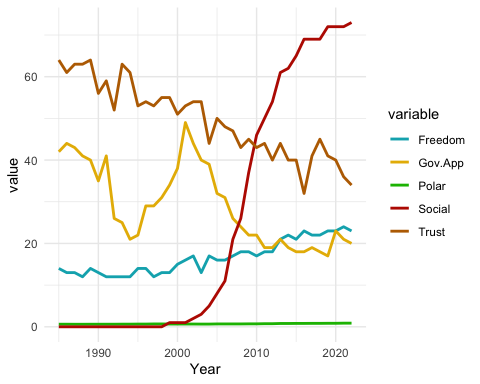 60
40
20
0
value
1990
2000
2010
2020
Year
variable
Freedom
Gov.App
Polar
Social
Trust